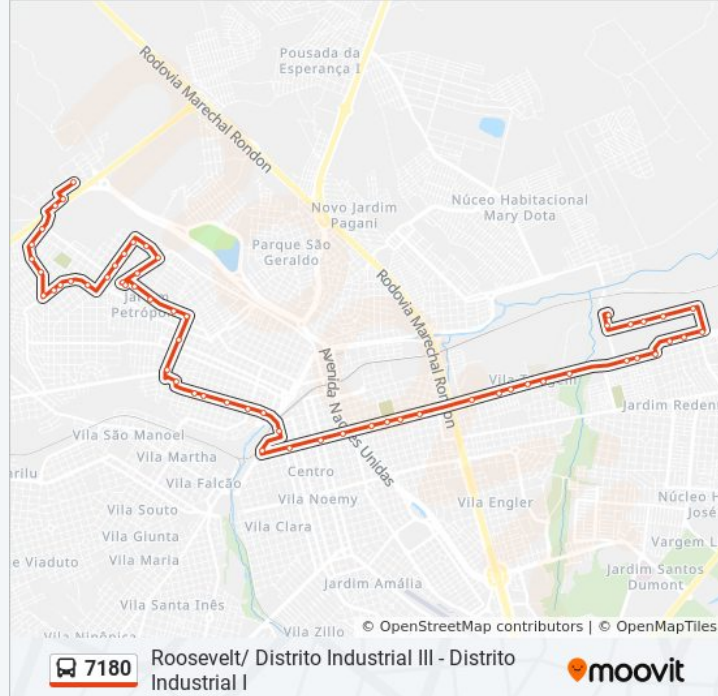 Pousada da
Esperança I
Rodovia Marechal Rondon
Núceo Habitacional
Mary Dota
Novo Jardim
Pagani
Parque São
Geraldo
Rodovia Marechal Rondon
Jardim
Petrópolis
Avenida Nações Unidas
Jardim Reden
Vila São Manoel
Vila Martha
Centro
Vila Falcão
Vila Noemy
Vila Engler
Núcleo H
José
Vila Souto
Vila Clara
Vila Giunta
Vargem L
e Viaduto
Vila Maria
Jardim Santos
Dumont
Jardim Amália
Vila Santa Inês
Vila Zillo
© OpenStreetMap contributors | © OpenMapTiles
7180
Roosevelt/ Distrito Industrial III - Distrito
Industrial I
moovit